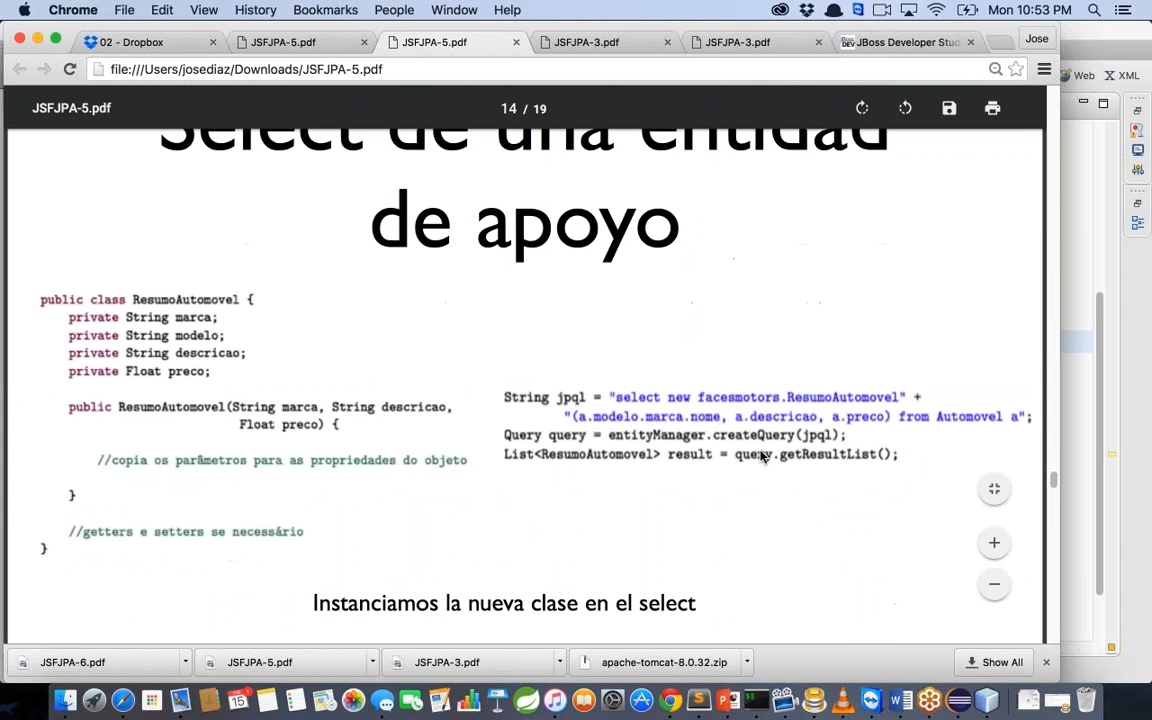 Chrome File Edit View History Bookmarks People Window Help Mon 10:53 PM
02 - Dropbox JSFJPA-5.pdf JSFJPA-5.pdf JSFJPA-3.pdf JSFJPA-3.pdf JBoss Developer Stud Jose
file:///Users/josediaz/Downloads/JSFJPA-5.pdf
Web XML
JSFJPA-5.pdf 14 / 19
Select de una entidad
de apoyo
public class ResumoAutomovel {
private String marca;
private String modelo;
private String descricao;
private Float preco;
public ResumoAutomovel(String marca, String descricao,
Float preco) {
//copia os parâmetros para as propriedades do objeto
}
//getters e setters se necessário
}
String jpql = "select new facesmotors.ResumoAutomovel" +
"(a.modelo.marca.nome, a.descricao, a.preco) from Automovel a";
Query query = entityManager.createQuery(jpql);
List<ResumoAutomovel> result = query.getResultList();
Instanciamos la nueva clase en el select
JSFJPA-6.pdf JSFJPA-5.pdf JSFJPA-3.pdf apache-tomcat-8.0.32.zip Show All